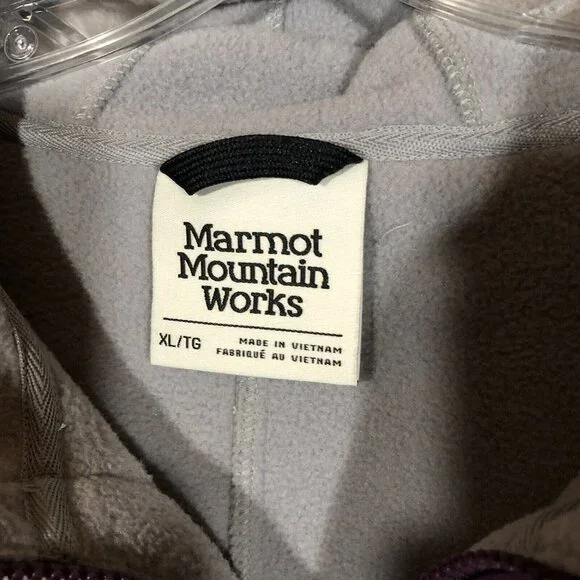 Marmot
Mountain
Works
XL/TG
MADE IN VIETNAM
FABRIQUÉ AU VIETNAM